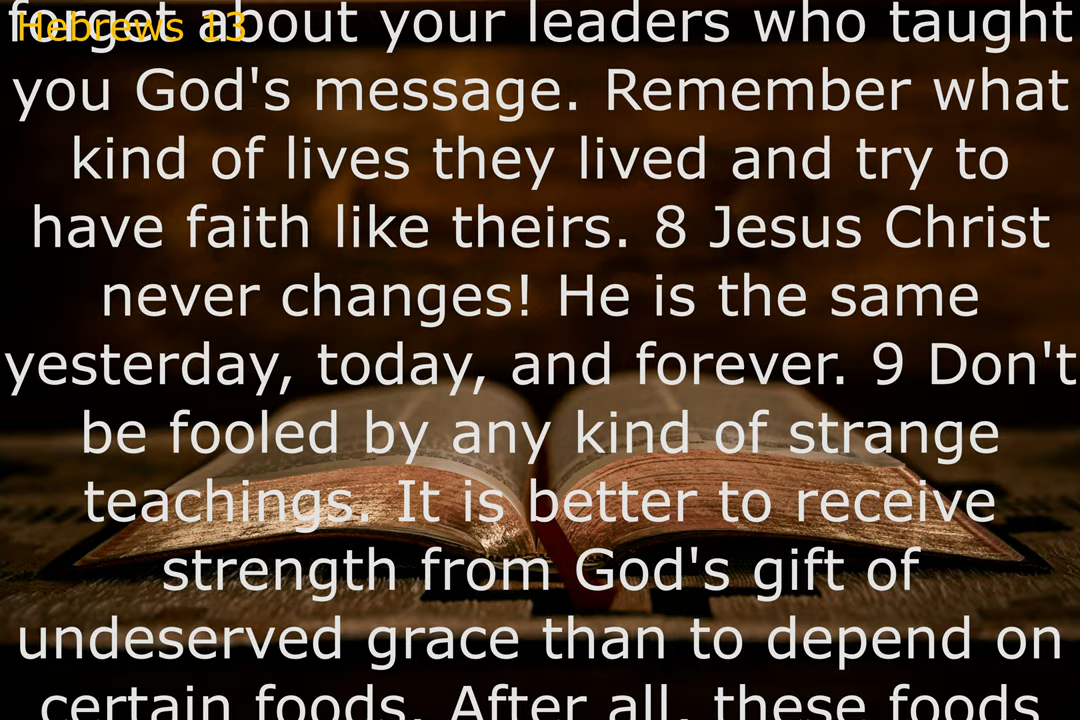 Hebrews 13
forget about your leaders who taught
you God's message. Remember what
kind of lives they lived and try to
have faith like theirs. 8 Jesus Christ
never changes! He is the same
yesterday, today, and forever. 9 Don't
be fooled by any kind of strange
teachings. It is better to receive
strength from God's gift of
undeserved grace than to depend on
certain foods. After all, these foods